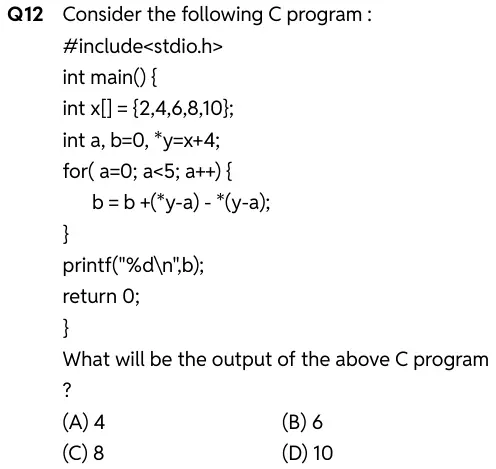 Q12 Consider the following C program :
#include<stdio.h>
int main() {
int x[] = {2,4,6,8,10};
int a, b=0, *y=x+4;
for( a=0; a<5; a++) {
b = b +(*y-a) - *(y-a);
}
printf("%d\n",b);
return 0;
}
What will be the output of the above C program
?
(A) 4 (B) 6
(C) 8 (D) 10